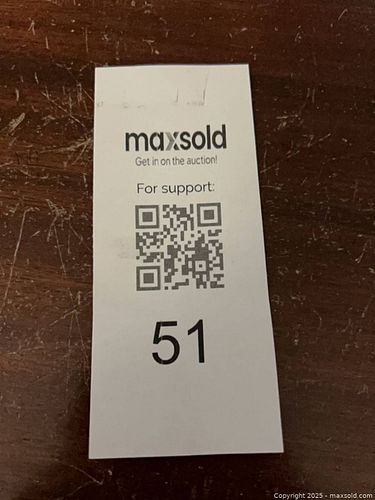 maxsold
Get in on the auction!
For support:
51
Copyright 2025 - maxsold.com